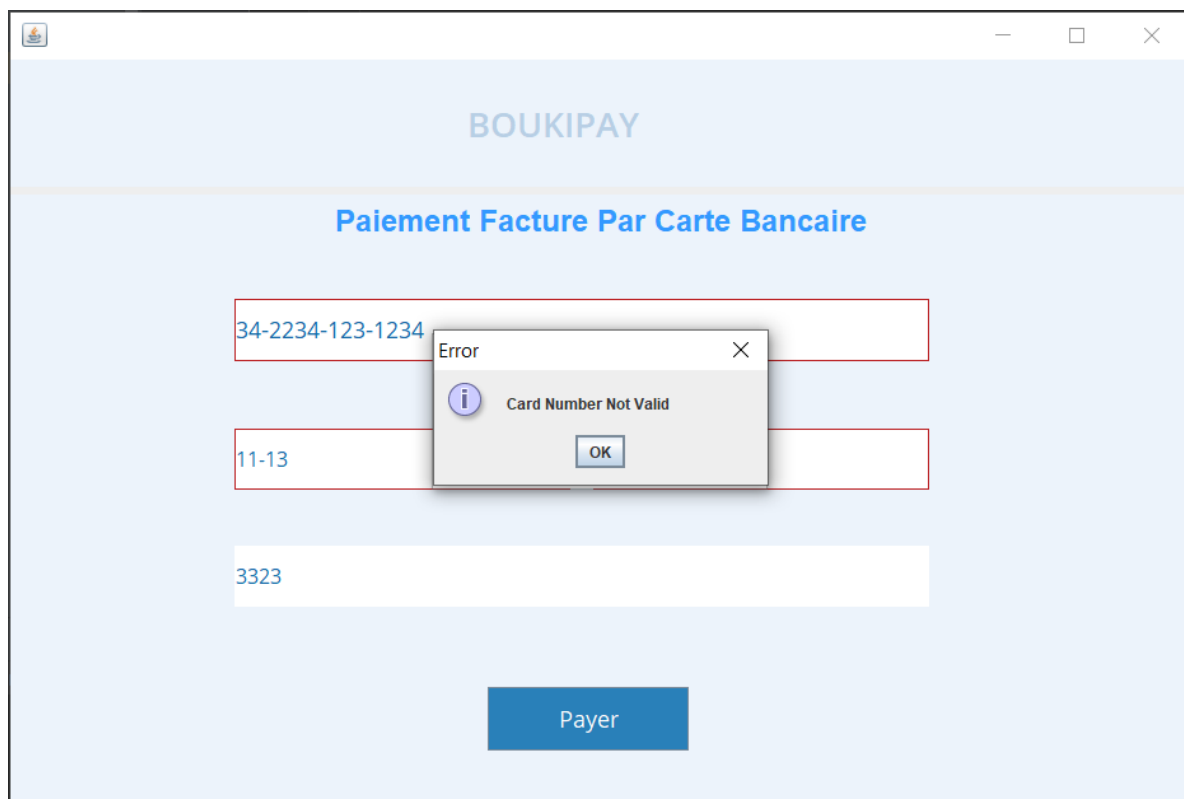 BOUKIPAY
Paiement Facture Par Carte Bancaire
34-2234-123-1234
Error
Card Number Not Valid
OK
11-13
3323
Payer